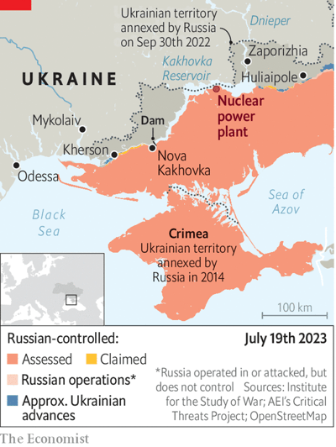 Ukrainian territory
annexed by Russia
on Sep 30th 2022
Dnieper
Zaporizhia
Kakhovka
Reservoir
Huliaipole
UKRAINE
Nuclear
power
plant
Mykolaiv
Dam
Kherson
Nova
Kakhovka
Odessa
Sea of
Azov
Black
Sea
Crimea
Ukrainian territory
annexed by
Russia in 2014
100 km
Russian-controlled:
July 19th 2023
Assessed
Claimed
Russian operations*
Approx. Ukrainian
advances
*Russia operated in or attacked, but
does not control Sources: Institute
for the Study of War; AEI’s Critical
Threats Project; OpenStreetMap
The Economist